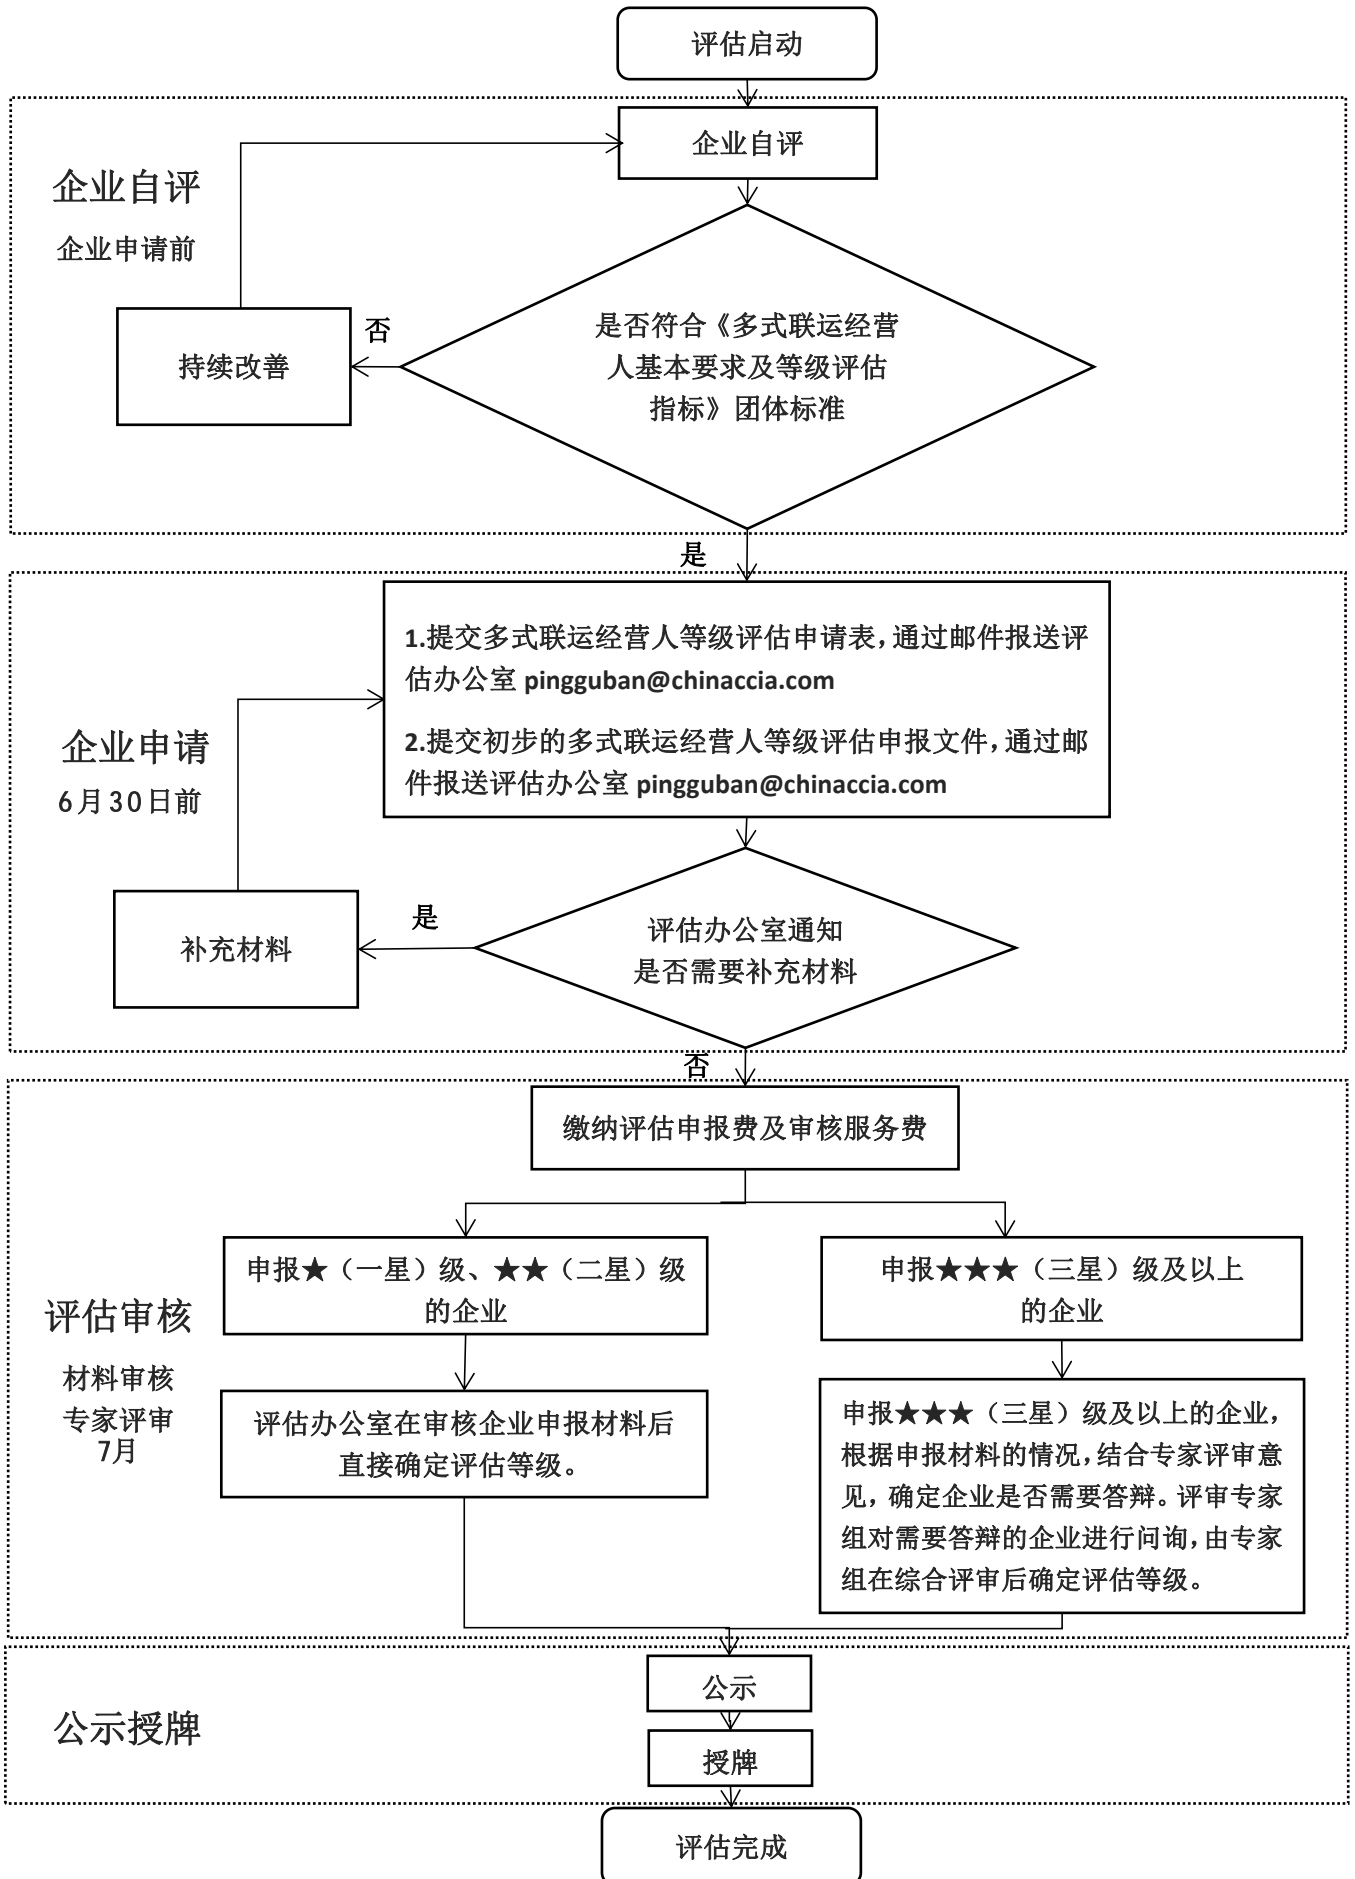 评估启动
企业自评
企业自评
企业申请前
否
持续改善
是否符合《多式联运经营
人基本要求及等级评估
指标》团体标准
是
1.提交多式联运经营人等级评估申请表，通过邮件报送评
估办公室 pingguban@chinaccia.com
2.提交初步的多式联运经营人等级评估申报文件，通过邮
件报送评估办公室 pingguban@chinaccia.com
企业申请
6月30日前
是
补充材料
评估办公室通知
是否需要补充材料
否
缴纳评估申报费及审核服务费
申报★（一星）级、★★（二星）级
的企业
申报★★★（三星）级及以上
的企业
评估审核
材料审核
专家评审
7月
评估办公室在审核企业申报材料后
直接确定评估等级。
申报★★★（三星）级及以上的企业，
根据申报材料的情况，结合专家评审意
见，确定企业是否需要答辩。评审专家
组对需要答辩的企业进行问询，由专家
组在综合评审后确定评估等级。
公示授牌
公示
授牌
评估完成